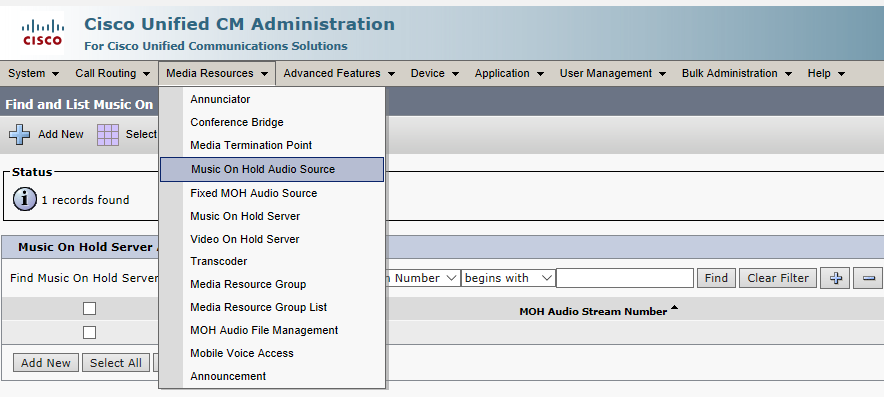 CISCO
Cisco Unified CM Administration
For Cisco Unified Communications Solutions
System Call Routing Media Resources Advanced Features Device Application User Management Bulk Administration Help
Find and List Music On
Add New Select
Annunciator
Conference Bridge
Media Termination Point
Music On Hold Audio Source
Fixed MOH Audio Source
Music On Hold Server
Video On Hold Server
Transcoder
Media Resource Group
Media Resource Group List
MOH Audio File Management
Mobile Voice Access
Announcement
Status
1 records found
Music On Hold Server
Find Music On Hold Server Number begins with Find Clear Filter
MOH Audio Stream Number
Add New Select All